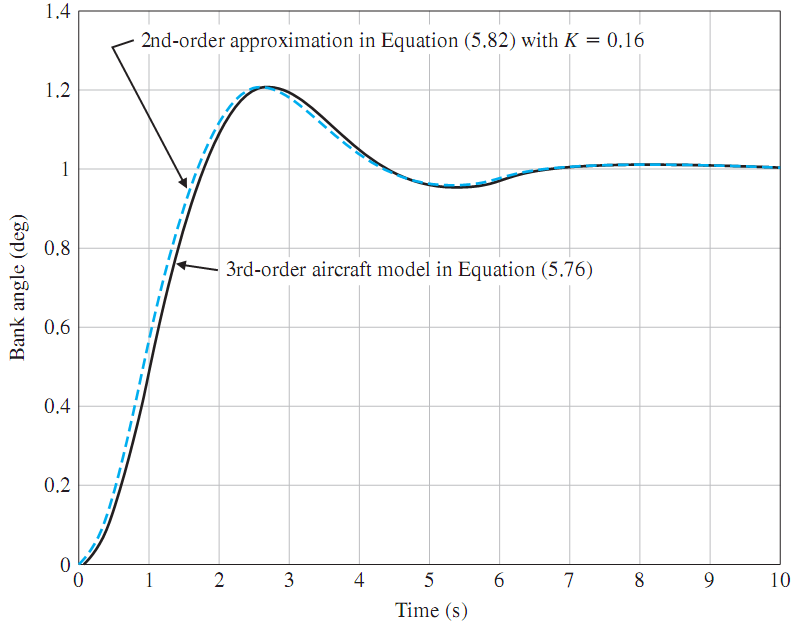 1.4
2nd-order approximation in Equation (5.82) with K = 0.16
1.2
1
0.8
3rd-order aircraft model in Equation (5.76)
0.6
0.4
0.2
0
Bank angle (deg)
0 1 2 3 4 5 6 7 8 9 10
Time (s)